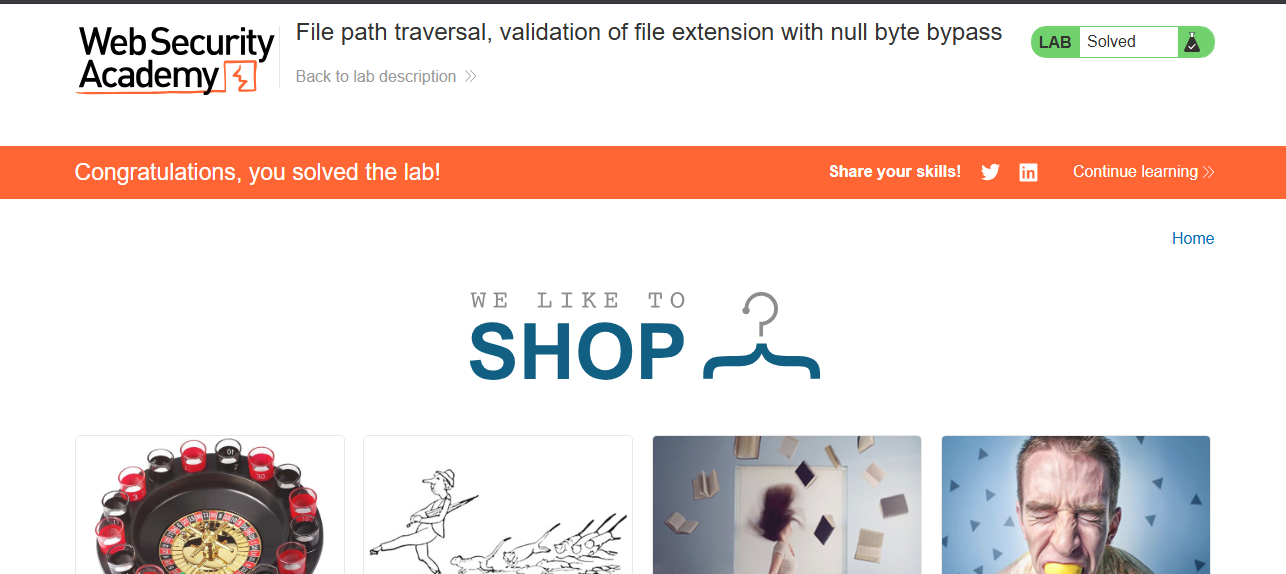 Web Security
Academy
File path traversal, validation of file extension with null byte bypass
Back to lab description
LAB Solved
Congratulations, you solved the lab!
Share your skills!
Continue learning
Home
WE LIKE TO
SHOP